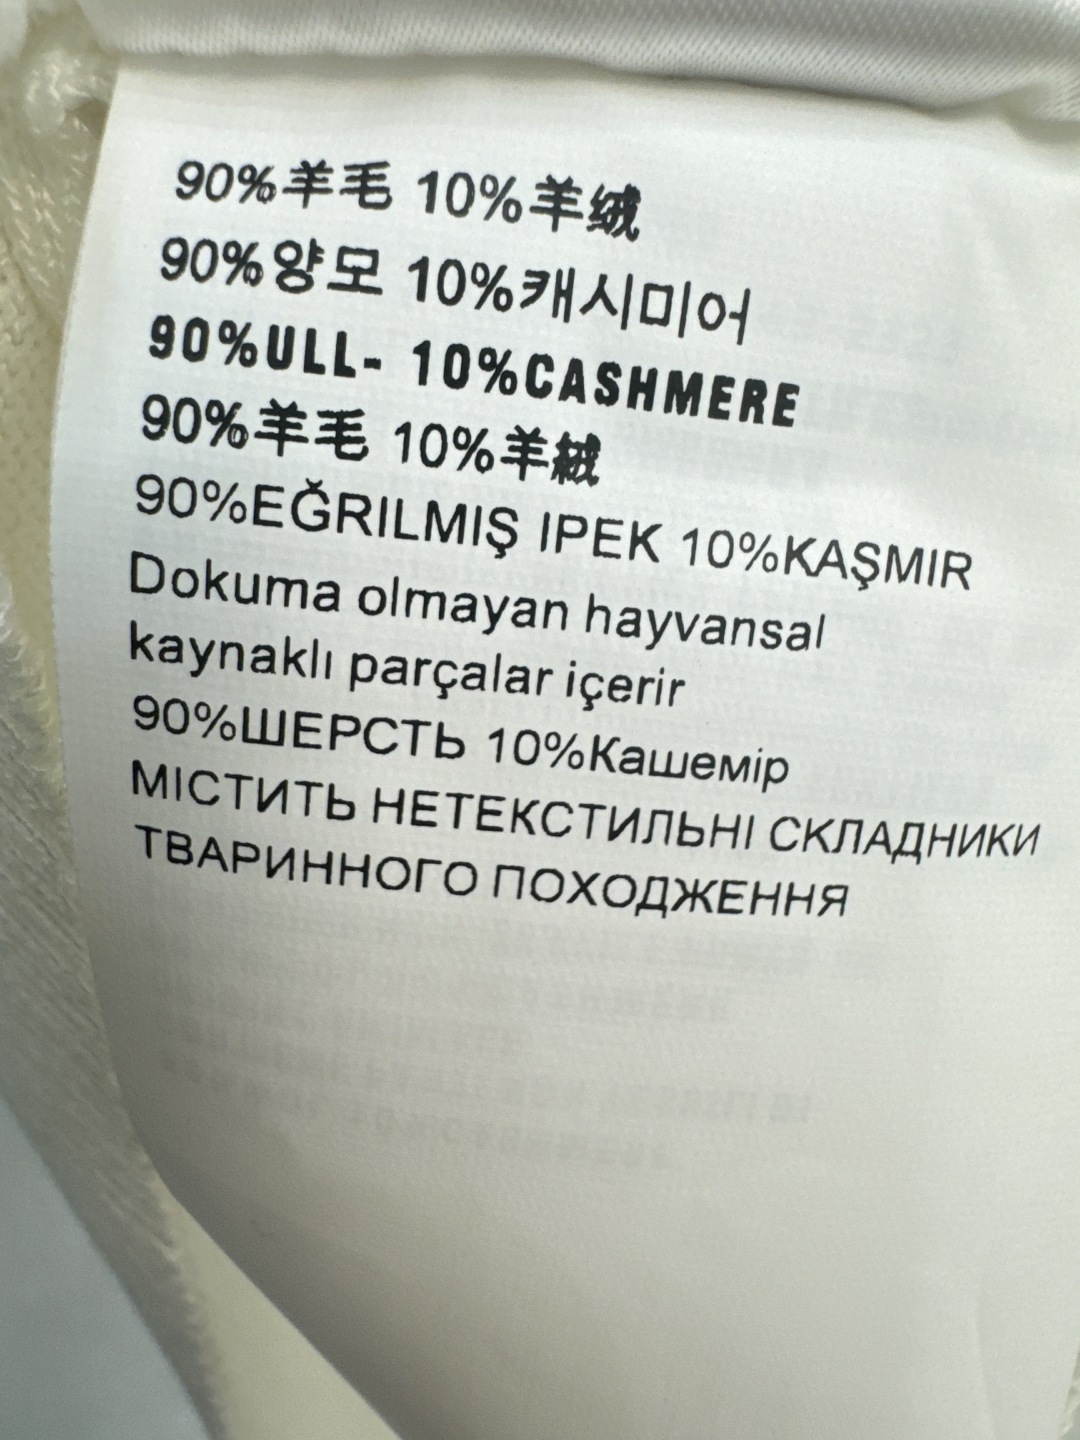 90%羊毛 10%羊绒
90%양모 10%캐시미어
90%ULL- 10%CASHMERE
90%羊毛 10%羊絨
90%EĞRILMIŞ IPEK 10%KAŞMIR
Dokuma olmayan hayvansal
kaynaklı parçalar içerir
90%ШЕРСТЬ 10%Кашемір
МІСТИТЬ НЕТЕКСТИЛЬНІ СКЛАДНИКИ
ТВАРИННОГО ПОХОДЖЕННЯ